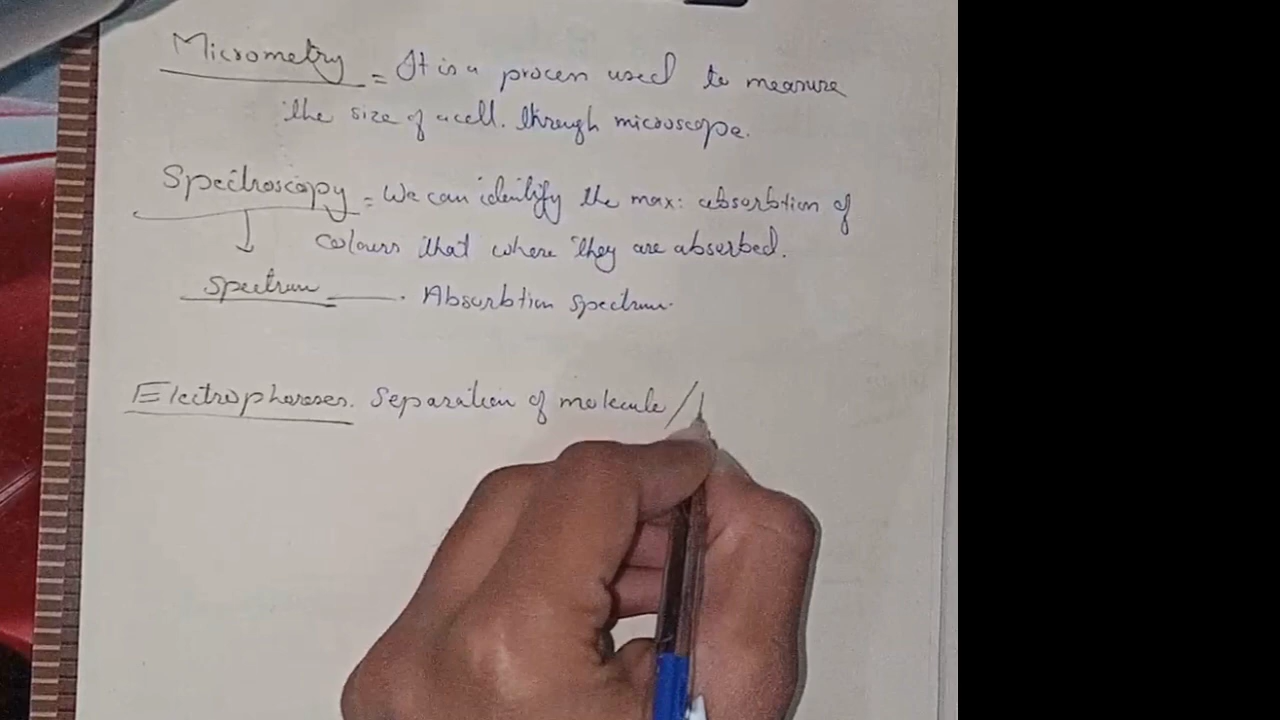 Micrometry = It is a process used to measure
the size of a cell. through microscope.
Spectroscopy = We can identify the max: absorbtion of
colours that where they are absorbed.
Spectrum . Absorbtion spectrum.
Electrophoreses. Separation of molecule /